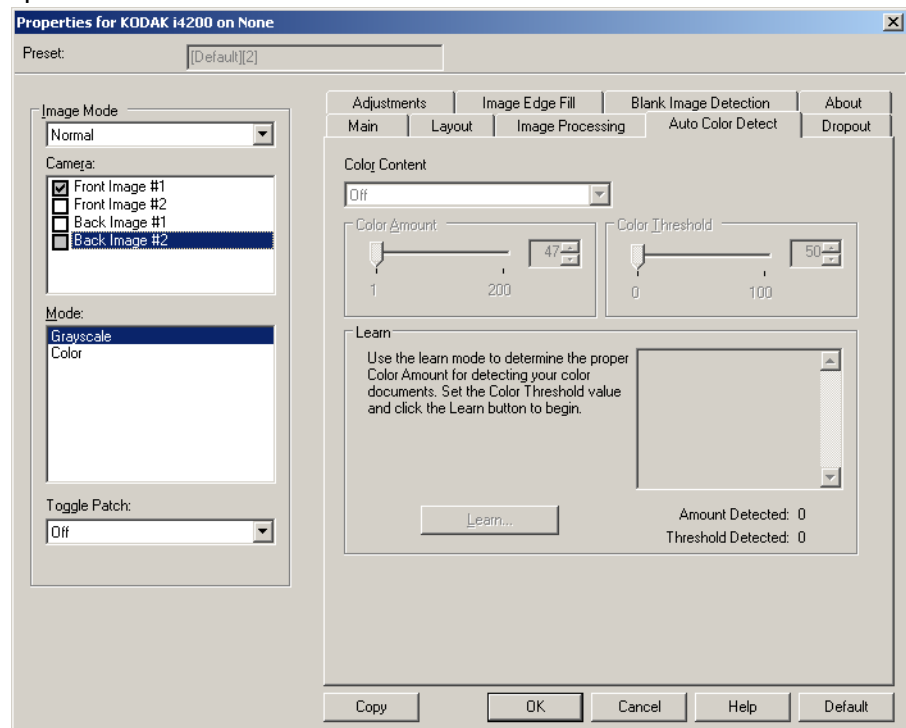 Properties for KODAK i4200 on None
Preset:
[Default][2]
Image Mode
Normal
Camera:
Front Image #1
Front Image #2
Back Image #1
Back Image #2
Mode:
Grayscale
Color
Toggle Patch:
Off
Adjustments
Image Edge Fill
Blank Image Detection
About
Main
Layout
Image Processing
Auto Color Detect
Dropout
Color Content
Off
Color Amount
47
1
200
Color Threshold
50
0
100
Learn
Use the learn mode to determine the proper
Color Amount for detecting your color
documents. Set the Color Threshold value
and click the Learn button to begin.
Learn...
Amount Detected: 0
Threshold Detected: 0
Copy
OK
Cancel
Help
Default